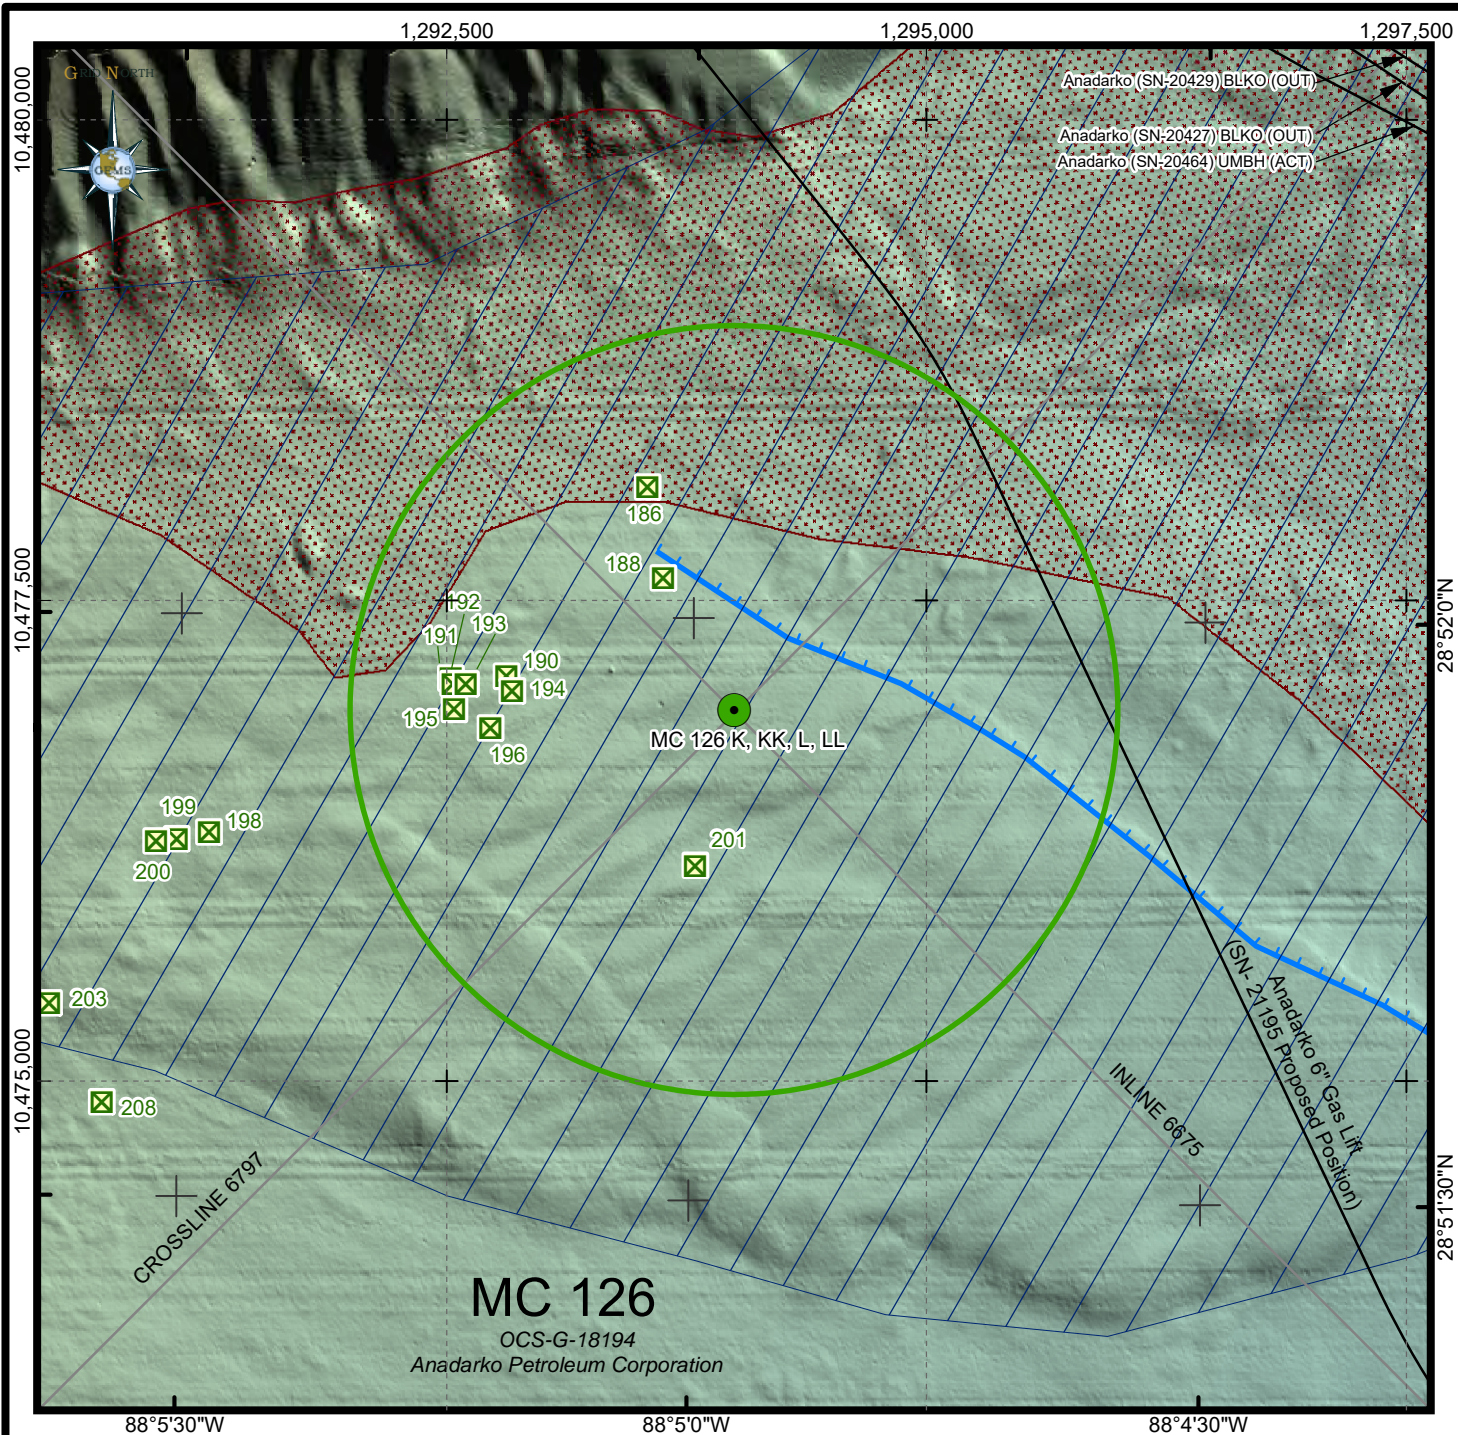 1,292,500
1,295,000
1,297,500
GRID NORTH
GEMS
10,480,000
Anadarko (SN-20429) BLKO (OUT)
Anadarko (SN-20427) BLKO (OUT)
Anadarko (SN-20464) UMBH (ACT)
186
188
10,477,500
28°52'0"N
192
193
191
190
194
195
196
MC 126 K, KK, L, LL
199
198
200
201
203
208
10,475,000
Anadarko 6" Gas Lift
(SN- 21195 Proposed Position)
INLINE 6675
CROSSLINE 6797
28°51'30"N
MC 126
OCS-G-18194
Anadarko Petroleum Corporation
88°5'30"W
88°5'0"W
88°4'30"W